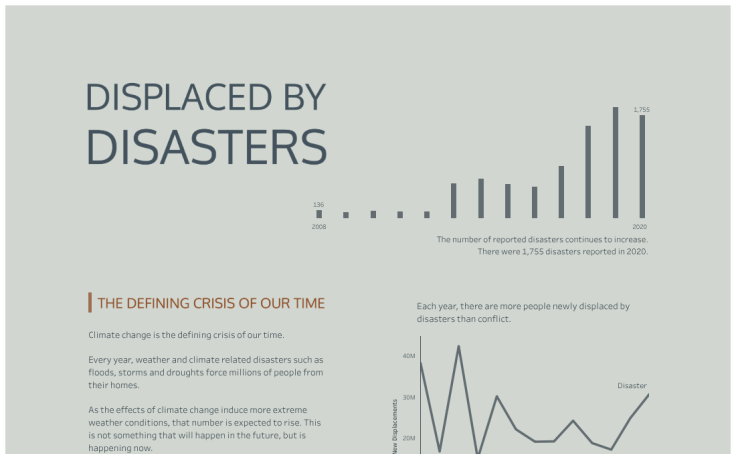 DISPLACED BY
DISASTERS
1,755
136
2008
2020
The number of reported disasters continues to increase.
There were 1,755 disasters reported in 2020.
THE DEFINING CRISIS OF OUR TIME
Climate change is the defining crisis of our time.
Every year, weather and climate related disasters such as
floods, storms and droughts force millions of people from
their homes.
As the effects of climate change induce more extreme
weather conditions, that number is expected to rise. This
is not something that will happen in the future, but is
happening now.
Each year, there are more people newly displaced by
disasters than conflict.
40M
Disaster
30M
New Displacements
20M